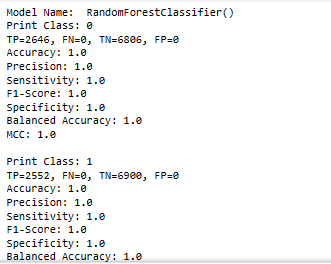 Model Name:  RandomForestClassifier()
Print Class: 0
TP=2646, FN=0, TN=6806, FP=0
Accuracy: 1.0
Precision: 1.0
Sensitivity: 1.0
F1-Score: 1.0
Specificity: 1.0
Balanced Accuracy: 1.0
MCC: 1.0

Print Class: 1
TP=2552, FN=0, TN=6900, FP=0
Accuracy: 1.0
Precision: 1.0
Sensitivity: 1.0
F1-Score: 1.0
Specificity: 1.0
Balanced Accuracy: 1.0